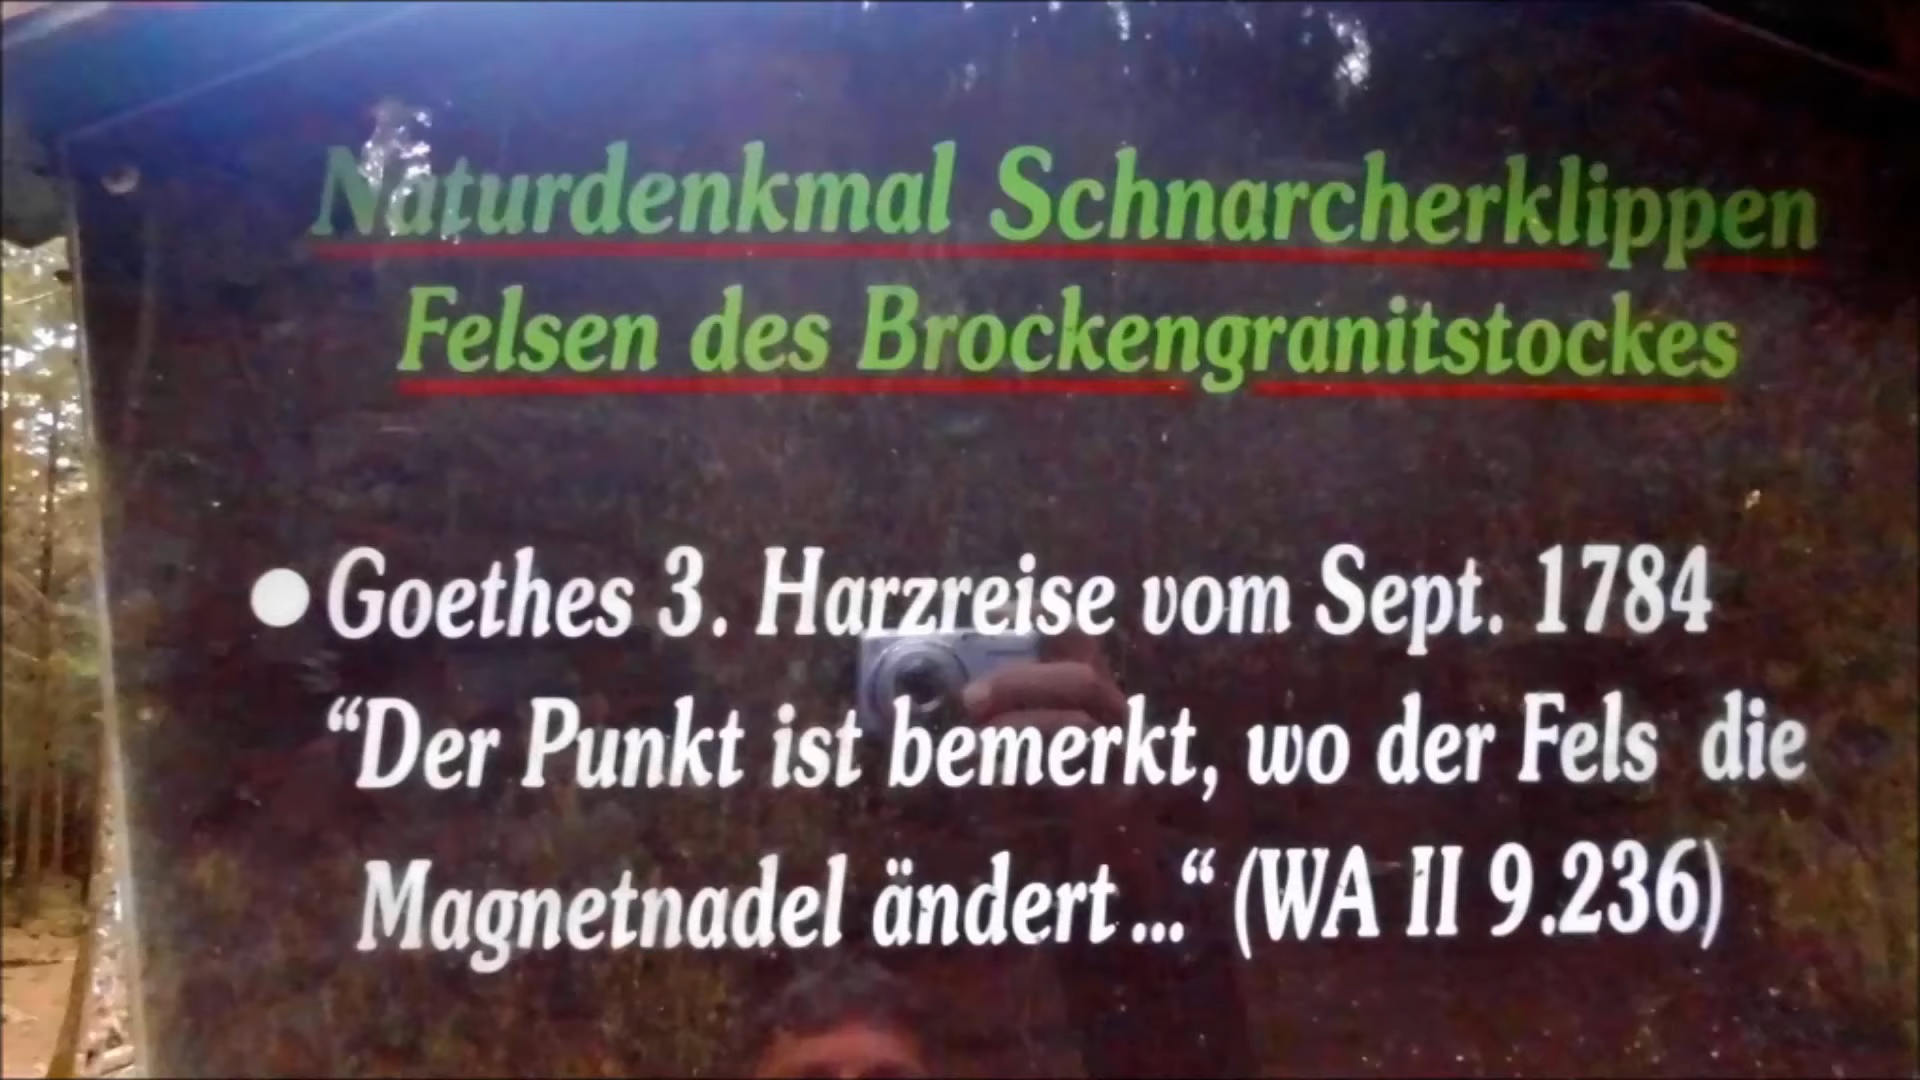 Naturdenkmal Schnarcherklippen
Felsen des Brockengranitstockes
● Goethes 3. Harzreise vom Sept. 1784
“Der Punkt ist bemerkt, wo der Fels die
Magnetnadel ändert...“ (WA II 9.236)